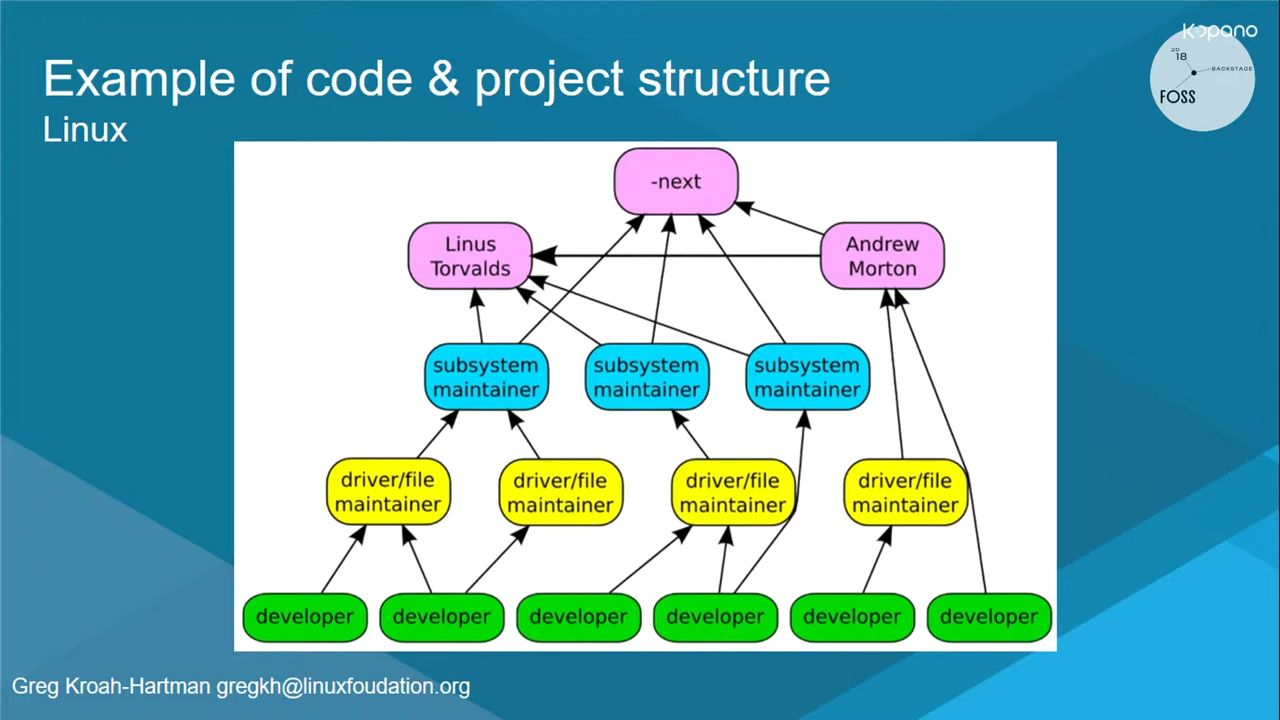 Kopano
20
18
BACKSTAGE
FOSS
Example of code & project structure
Linux
-next
Linus
Torvalds
Andrew
Morton
subsystem
maintainer
subsystem
maintainer
subsystem
maintainer
driver/file
maintainer
driver/file
maintainer
driver/file
maintainer
driver/file
maintainer
developer
developer
developer
developer
developer
developer
Greg Kroah-Hartman gregkh@linuxfoudation.org